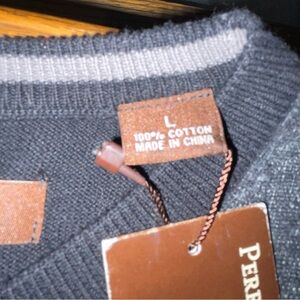 L
100% COTTON
MADE IN CHINA
PERR